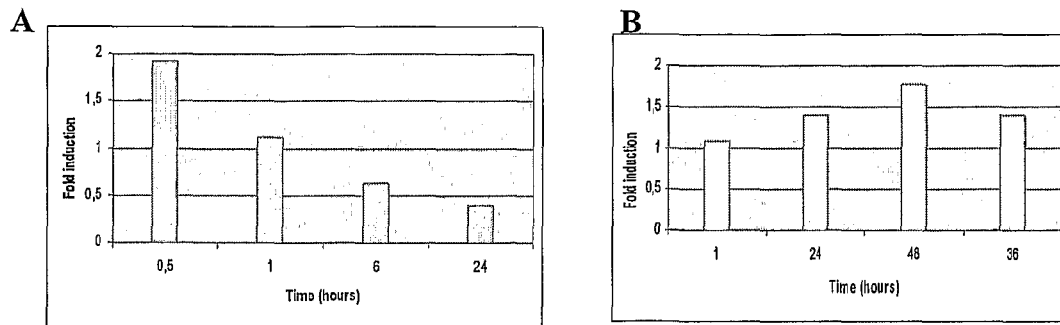 A
2
1,5
1
0,5
0
Fold induction
0,5 1 6 24
Time (hours)
B
2
1,5
1
0,5
0
Fold induction
1 24 48 36
Time (hours)